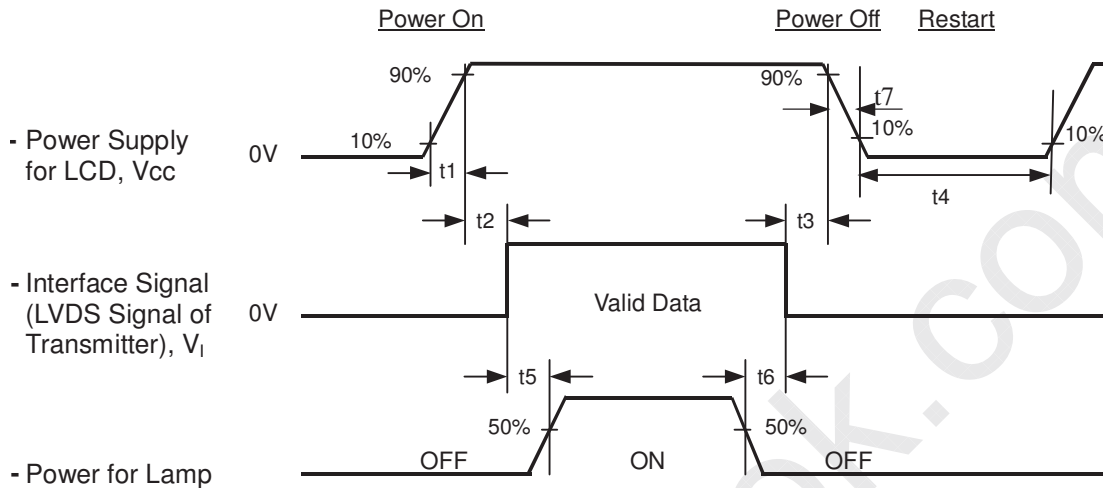 Power On
Power Off
Restart
90%
90%
t7
- Power Supply
for LCD, Vcc
0V
10%
10%
10%
t1
t4
t2
t3
- Interface Signal
(LVDS Signal of
Transmitter), VI
0V
Valid Data
t5
t6
50%
50%
- Power for Lamp
OFF
ON
OFF